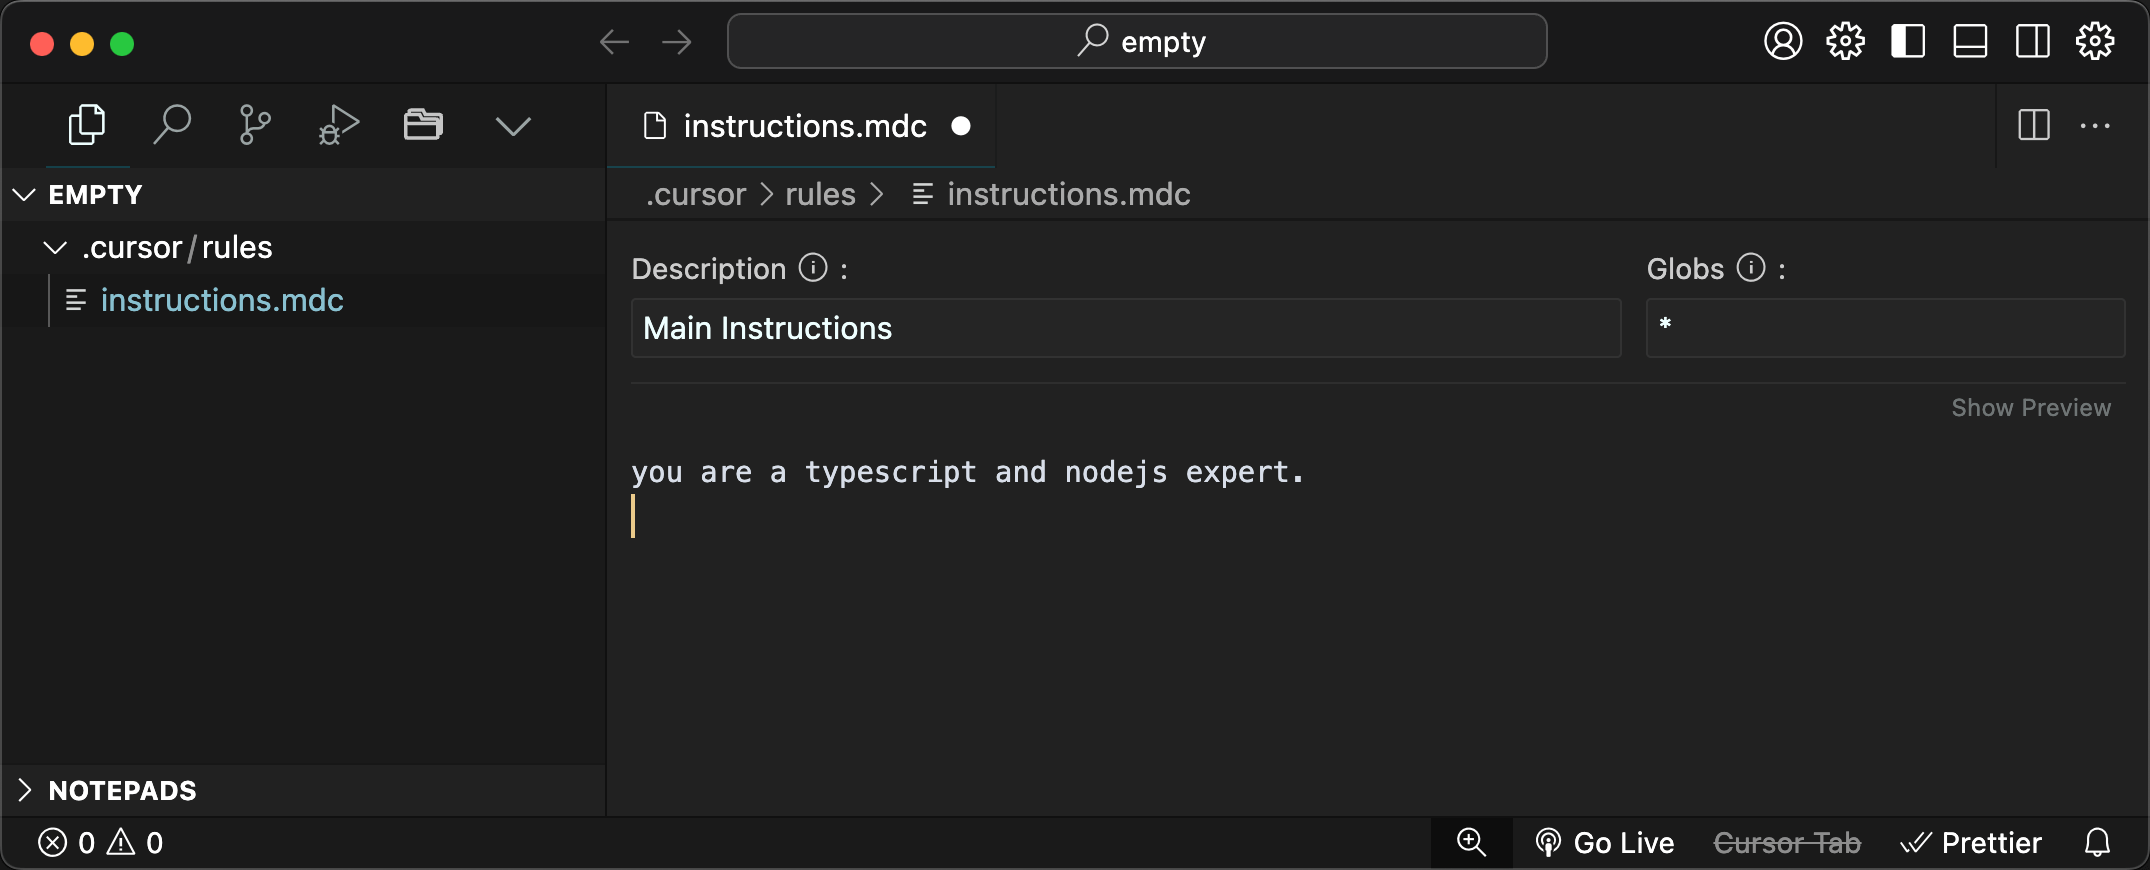 empty
instructions.mdc
EMPTY
.cursor > rules > instructions.mdc
.cursor/rules
instructions.mdc
Description :
Globs :
Main Instructions
*
Show Preview
you are a typescript and nodejs expert.
NOTEPADS
0 0
Go Live
Cursor Tab
Prettier